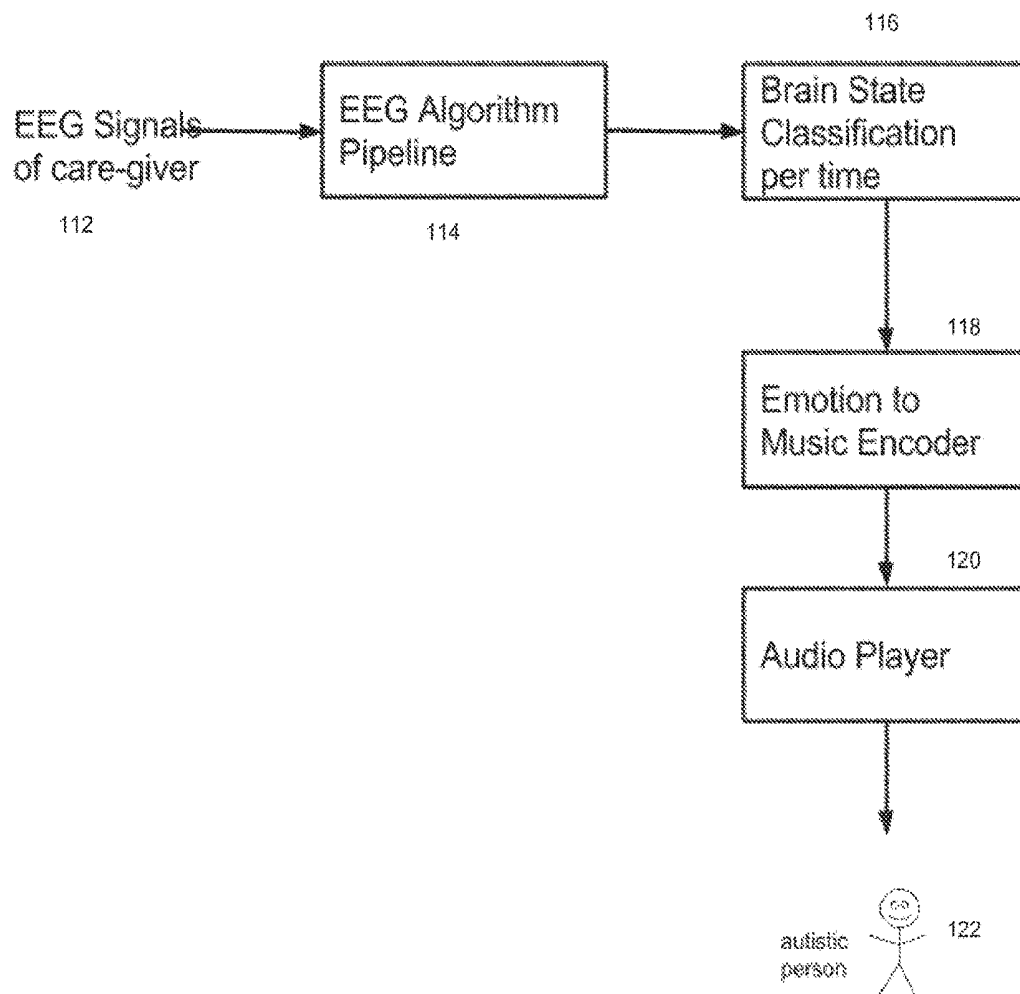 116
EEG Signals
of care-giver
112
EEG Algorithm
Pipeline
114
Brain State
Classification
per time
118
Emotion to
Music Encoder
120
Audio Player
122
autistic
person